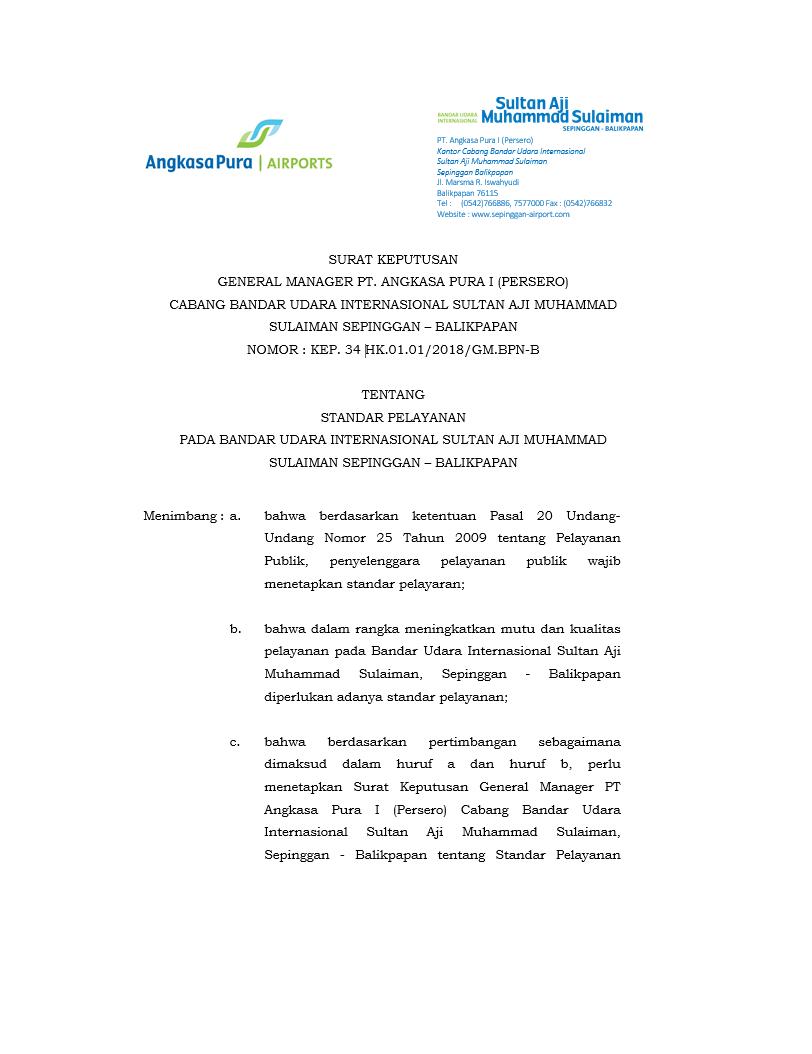 AngkasaPura | AIRPORTS
BANDAR UDARA
INTERNASIONAL
Sultan Aji
Muhammad Sulaiman
SEPINGGAN - BALIKPAPAN
PT. Angkasa Pura I (Persero)
Kantor Cabang Bandar Udara Internasional
Sultan Aji Muhammad Sulaiman
Sepinggan Balikpapan
Jl. Marsma R. Iswahyudi
Balikpapan 76115
Tel : (0542)766886, 7577000 Fax : (0542)766832
Website : www.sepinggan-airport.com
SURAT KEPUTUSAN
GENERAL MANAGER PT. ANGKASA PURA I (PERSERO)
CABANG BANDAR UDARA INTERNASIONAL SULTAN AJI MUHAMMAD
SULAIMAN SEPINGGAN – BALIKPAPAN
NOMOR : KEP. 34 HK.01.01/2018/GM.BPN-B
TENTANG
STANDAR PELAYANAN
PADA BANDAR UDARA INTERNASIONAL SULTAN AJI MUHAMMAD
SULAIMAN SEPINGGAN – BALIKPAPAN
Menimbang : a. bahwa berdasarkan ketentuan Pasal 20 Undang-
Undang Nomor 25 Tahun 2009 tentang Pelayanan
Publik, penyelenggara pelayanan publik wajib
menetapkan standar pelayaran;
b. bahwa dalam rangka meningkatkan mutu dan kualitas
pelayanan pada Bandar Udara Internasional Sultan Aji
Muhammad Sulaiman, Sepinggan - Balikpapan
diperlukan adanya standar pelayanan;
c. bahwa berdasarkan pertimbangan sebagaimana
dimaksud dalam huruf a dan huruf b, perlu
menetapkan Surat Keputusan General Manager PT
Angkasa Pura I (Persero) Cabang Bandar Udara
Internasional Sultan Aji Muhammad Sulaiman,
Sepinggan - Balikpapan tentang Standar Pelayanan